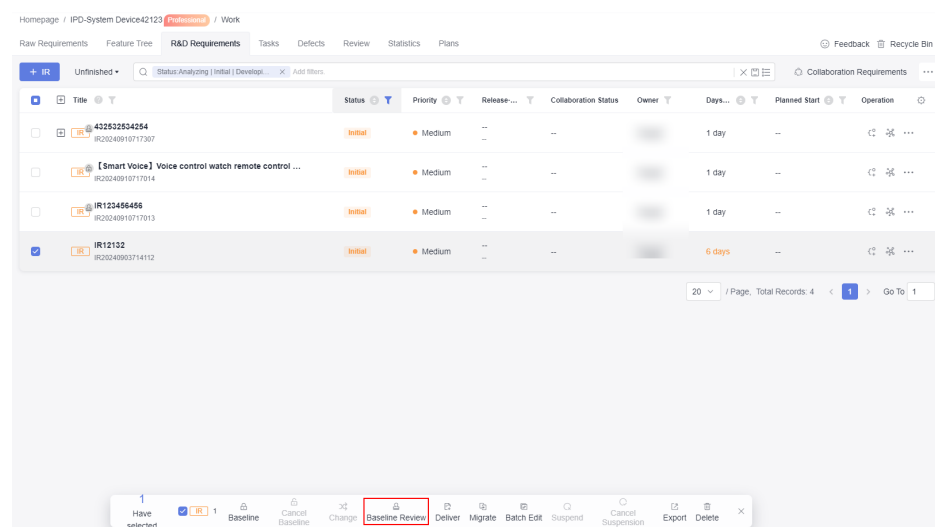 Homepage / IPD-System Device42123 Professional / Work
Raw Requirements Feature Tree R&D Requirements Tasks Defects Review Statistics Plans Feedback Recycle Bin
+ IR Unfinished Status:Analyzing | Initial | Developi... × Add filters. Collaboration Requirements ...
Title Status Priority Release-... Collaboration Status Owner Days... Planned Start Operation
IR 432532534254 Initial Medium -- -- 1 day -- ...
IR20240910717307 --
IR 【Smart Voice】Voice control watch remote control ... Initial Medium -- -- 1 day -- ...
IR20240910717014 --
IR IR123456456 Initial Medium -- -- 1 day -- ...
IR20240910717013 --
IR IR12132 Initial Medium -- -- 6 days -- ...
IR20240903714112 --
20 / Page, Total Records: 4 < 1 > Go To 1
1
Have
selected
IR 1
Baseline
Cancel
Baseline
Change
Baseline Review
Deliver
Migrate
Batch Edit
Suspend
Cancel
Suspension
Export
Delete